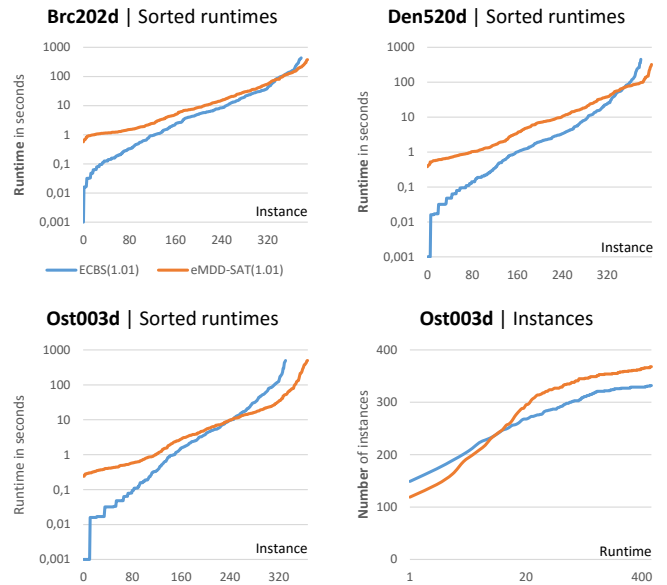 Brc202d | Sorted runtimes
Runtime in seconds
1000
100
10
1
0,1
0,01
0,001
0 80 160 240 320
Instance
ECBS(1.01) eMDD-SAT(1.01)
Den520d | Sorted runtimes
Runtime in seconds
1000
100
10
1
0,1
0,01
0,001
0 80 160 240 320
Instance
Ost003d | Sorted runtimes
Runtime in seconds
1000
100
10
1
0,1
0,01
0,001
0 80 160 240 320
Instance
Ost003d | Instances
Number of instances
400
300
200
100
0
1 20 400
Runtime